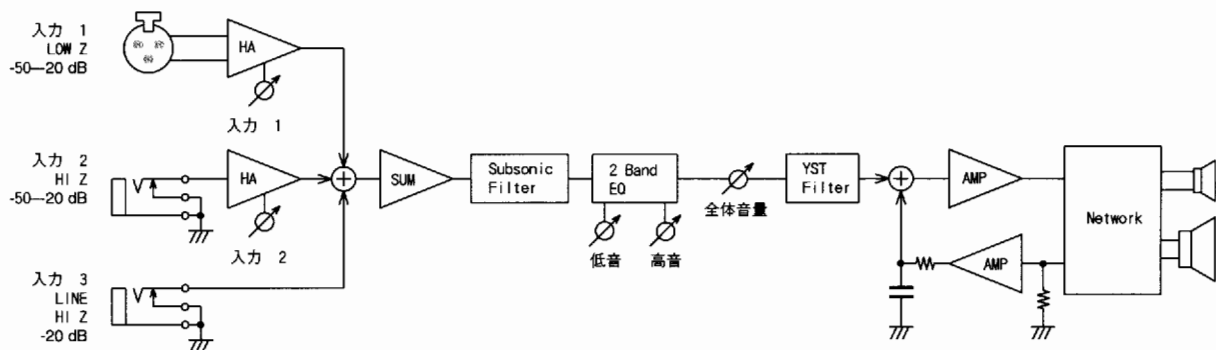 入力 1
LOW Z
-50—20 dB
HA
入力 1
入力 2
HI Z
-50—20 dB
HA
入力 2
入力 3
LINE
HI Z
-20 dB
SUM
Subsonic
Filter
2 Band
EQ
低音
高音
全体音量
YST
Filter
AMP
AMP
Network